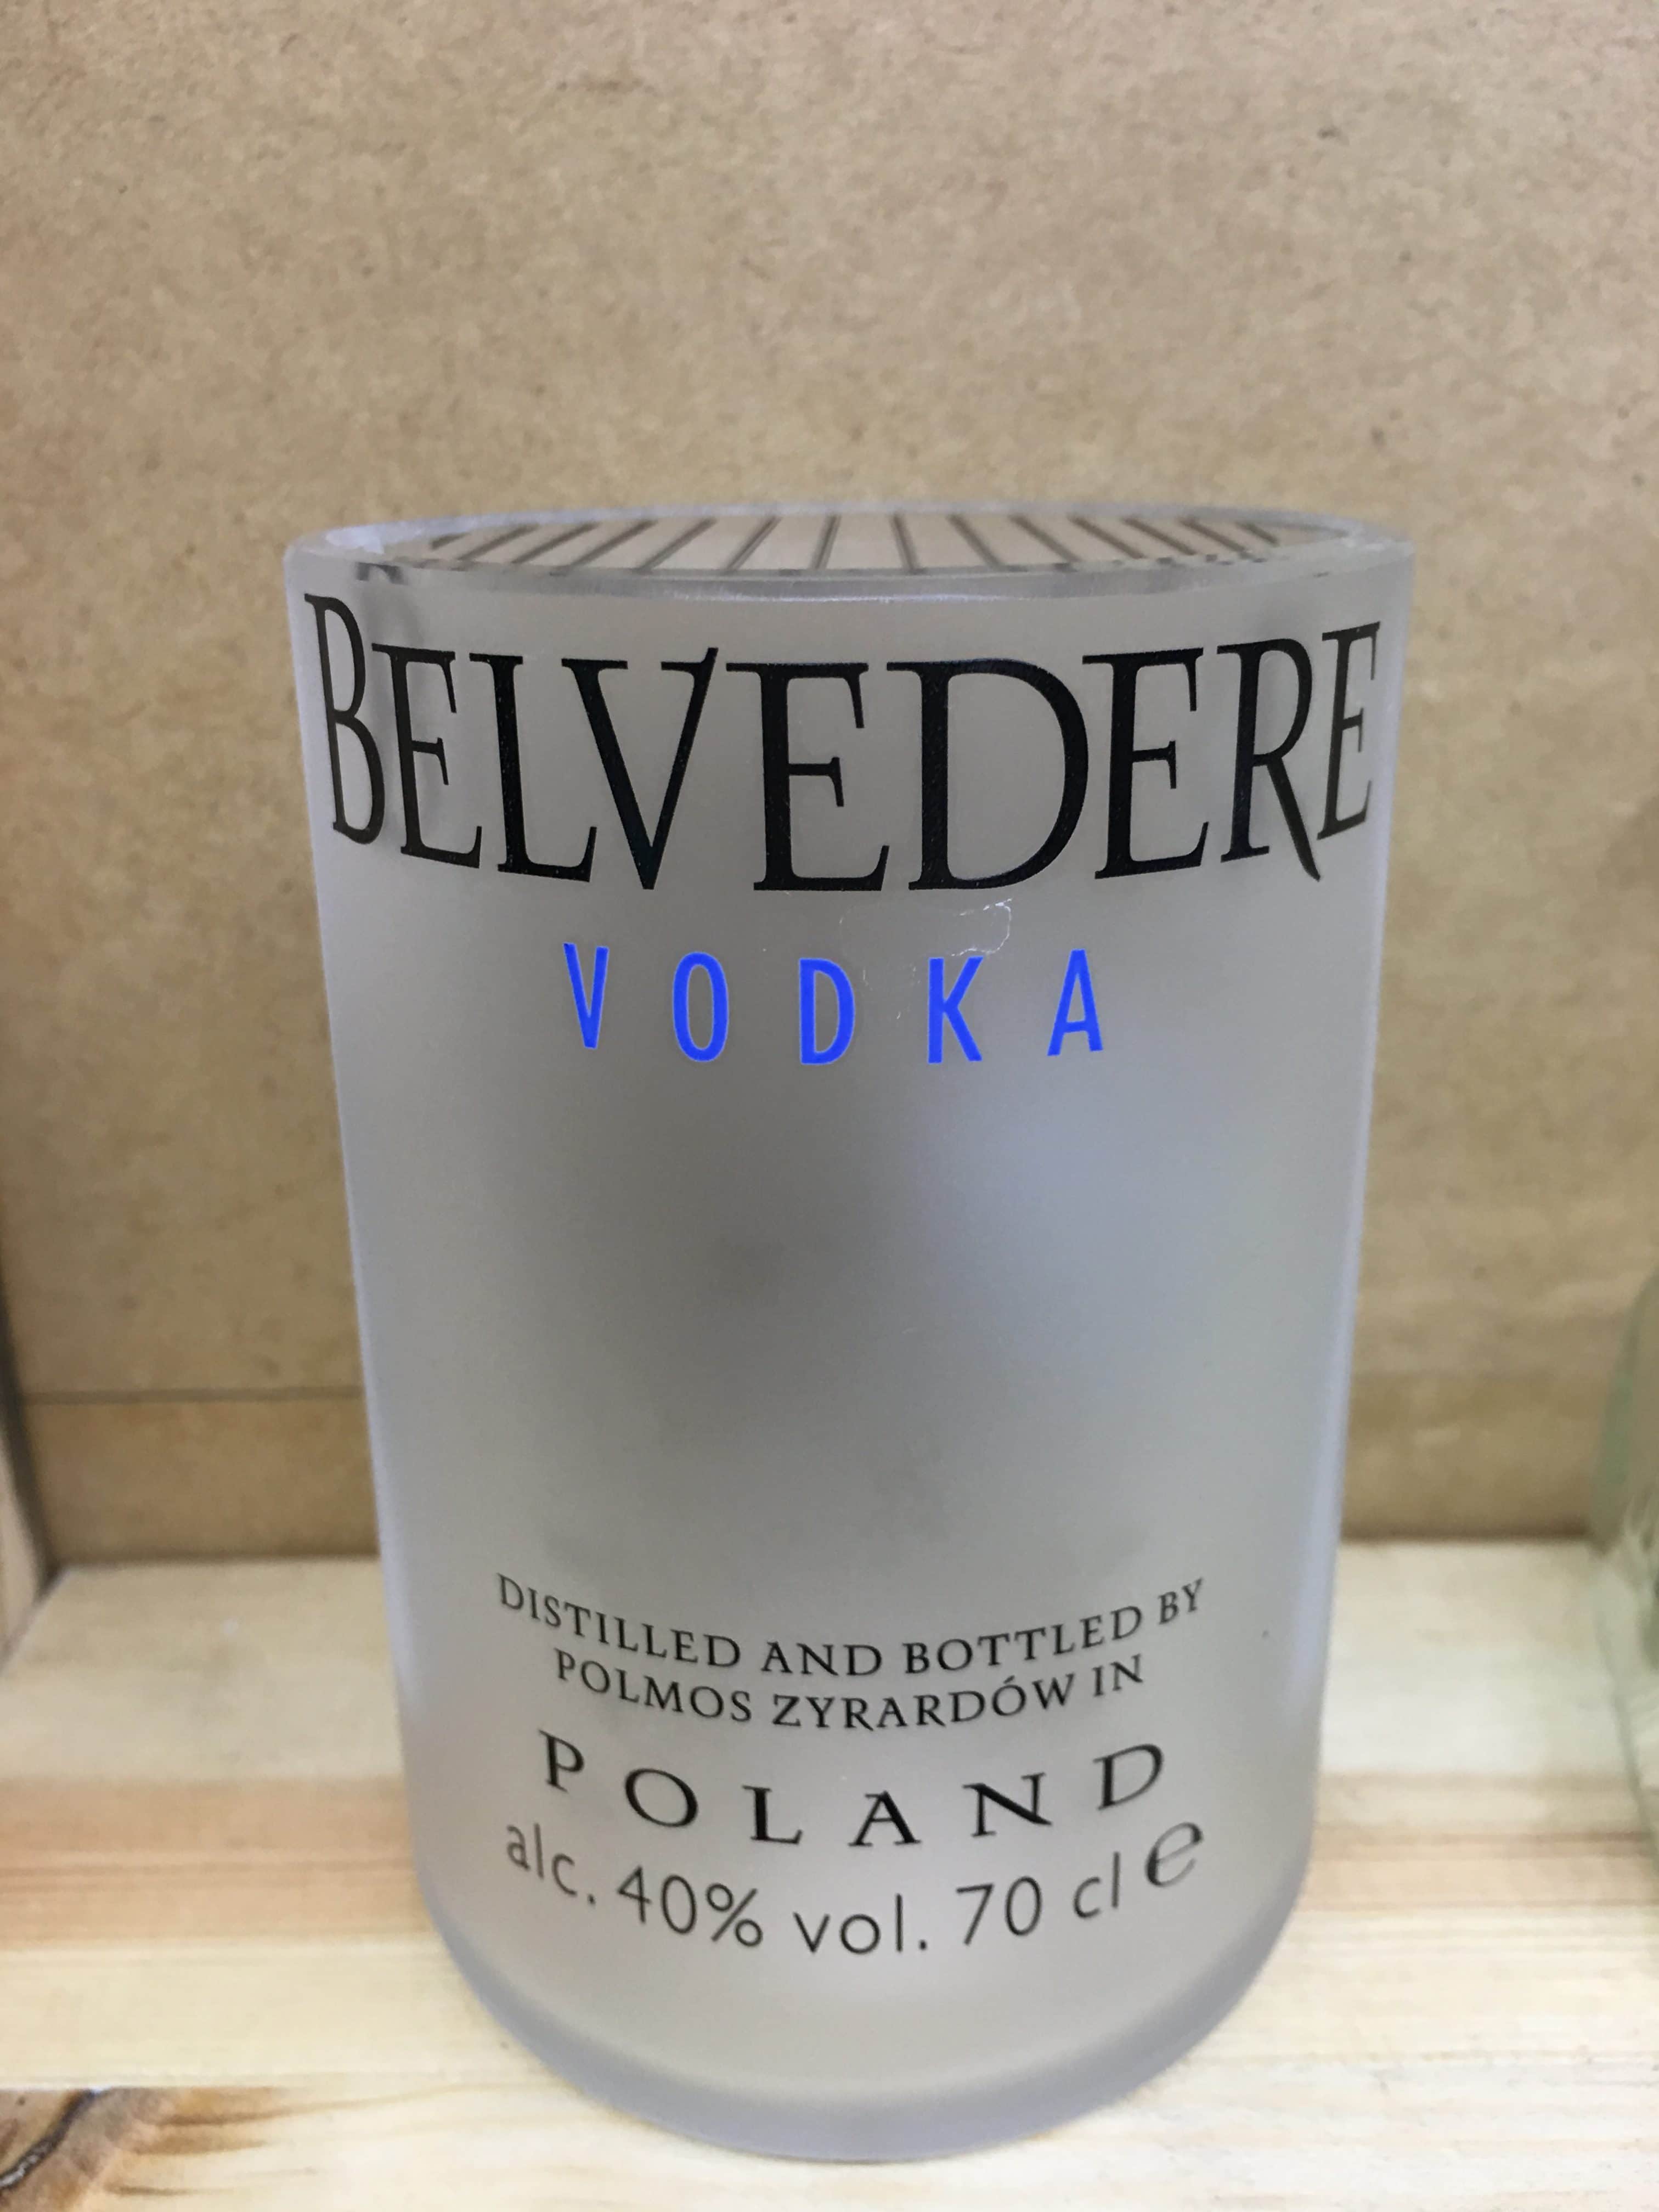 BELVEDERE
VODKA
DISTILLED AND BOTTLED BY
POLMOS ZYRARDÓW IN
POLAND
alc. 40% vol. 70 cl e